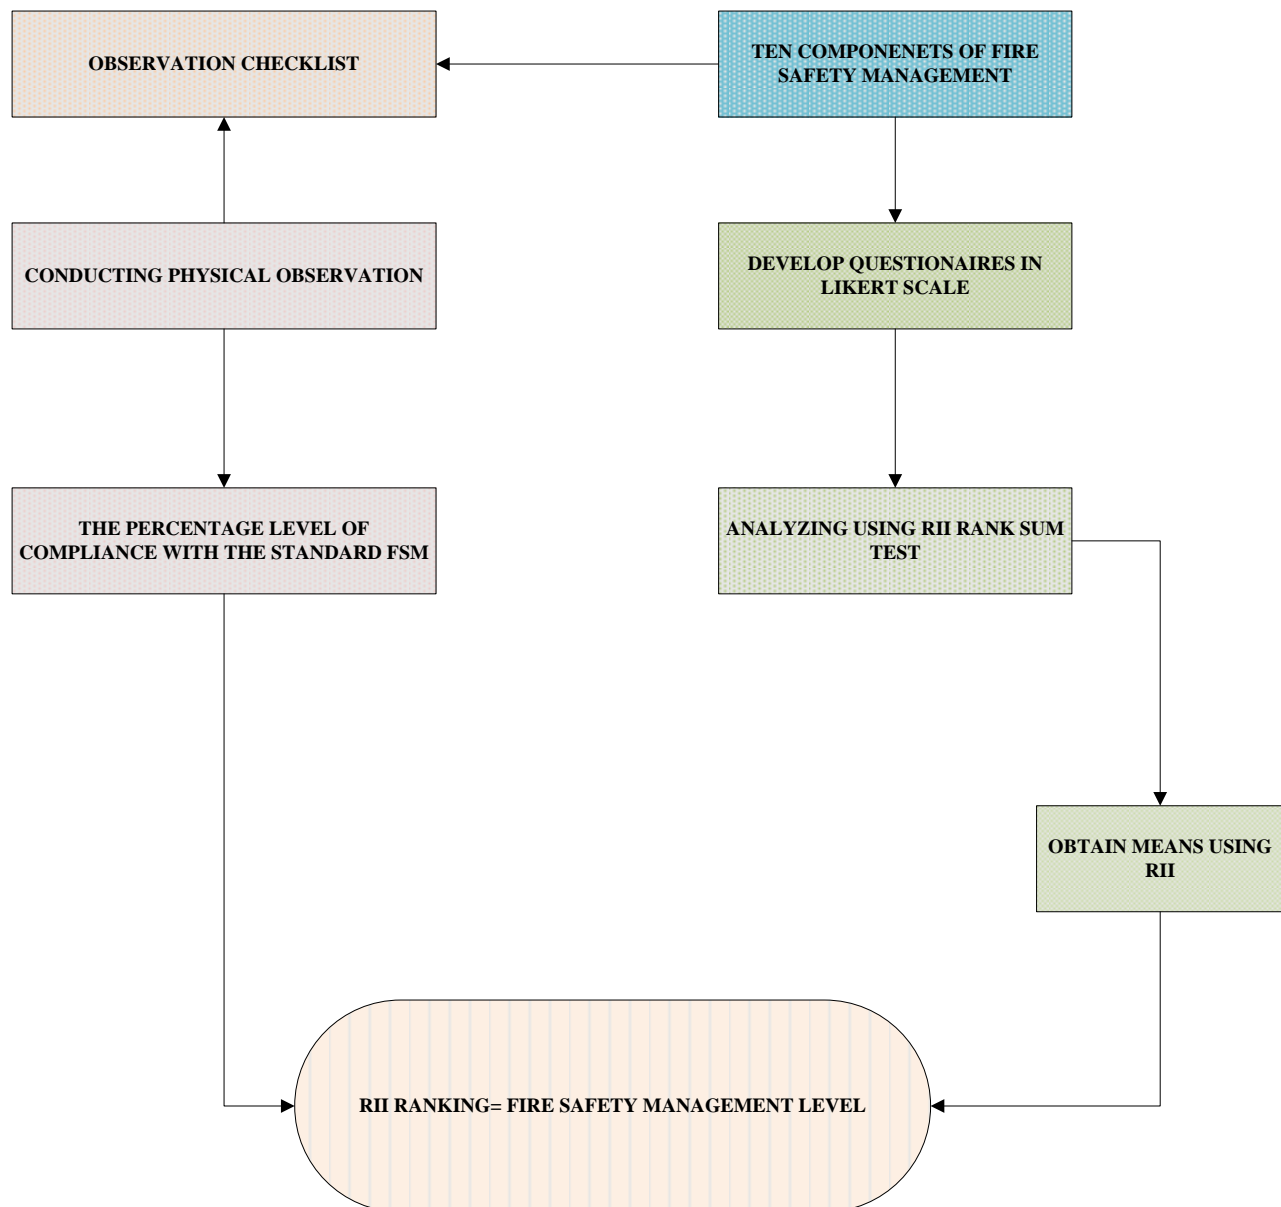 OBSERVATION CHECKLIST
TEN COMPONENETS OF FIRE
SAFETY MANAGEMENT
CONDUCTING PHYSICAL OBSERVATION
DEVELOP QUESTIONAIRES IN
LIKERT SCALE
THE PERCENTAGE LEVEL OF
COMPLIANCE WITH THE STANDARD FSM
ANALYZING USING RII RANK SUM
TEST
OBTAIN MEANS USING
RII
RII RANKING= FIRE SAFETY MANAGEMENT LEVEL